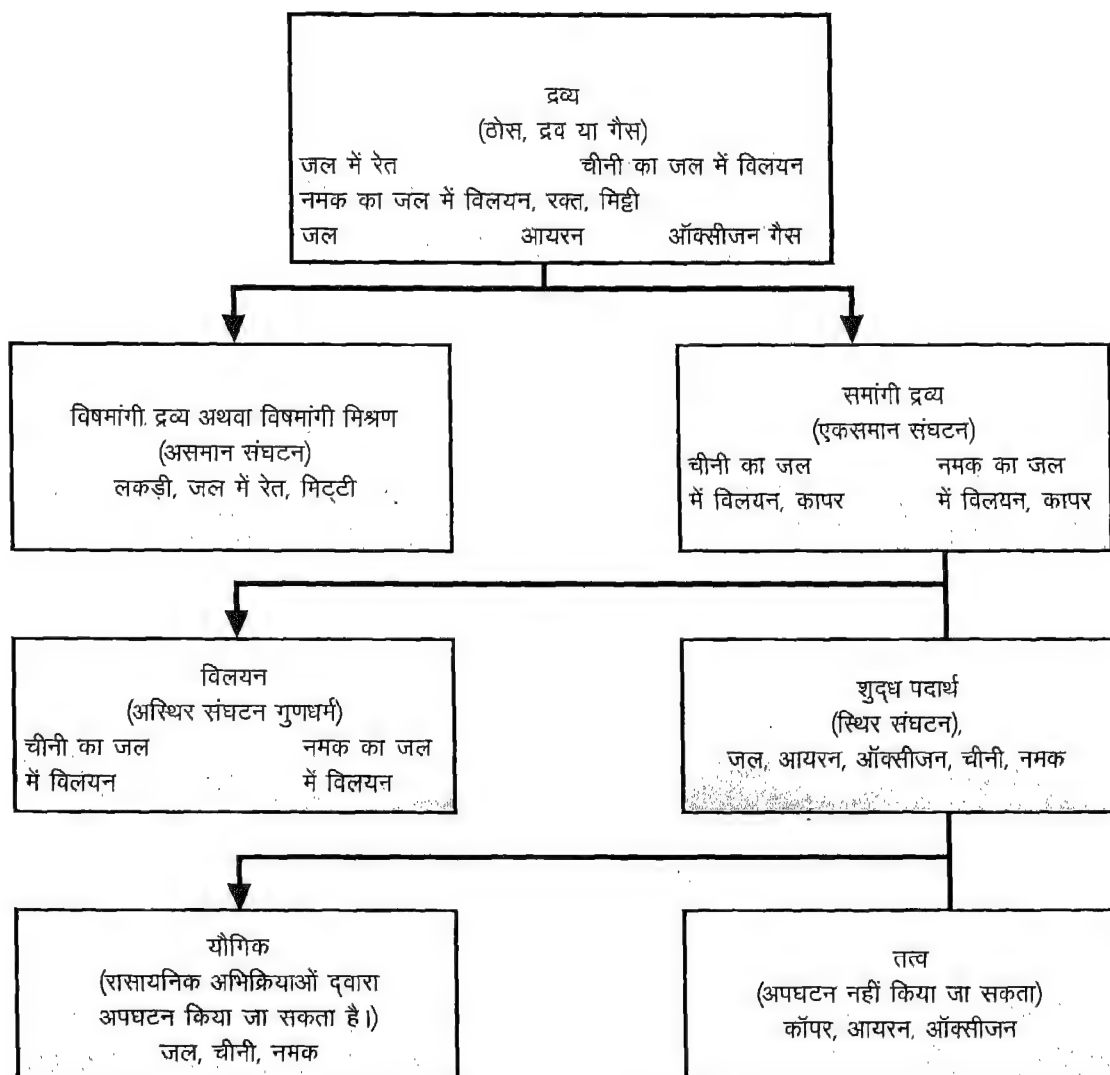 द्रव्य
(ठोस, द्रव या गैस)
जल में रेत चीनी का जल में विलयन
नमक का जल में विलयन, रक्त, मिट्टी
जल आयरन ऑक्सीजन गैस
विषमांगी द्रव्य अथवा विषमांगी मिश्रण
(असमान संघटन)
लकड़ी, जल में रेत, मिट्टी
समांगी द्रव्य
(एकसमान संघटन)
चीनी का जल नमक का जल
में विलयन, कापर में विलयन, कापर
विलयन
(अस्थिर संघटन गुणधर्म)
चीनी का जल नमक का जल
में विलयन में विलयन
शुद्ध पदार्थ
(स्थिर संघटन),
जल, आयरन, ऑक्सीजन, चीनी, नमक
यौगिक
(रासायनिक अभिक्रियाओं द्वारा
अपघटन किया जा सकता है।)
जल, चीनी, नमक
तत्व
(अपघटन नहीं किया जा सकता)
कॉपर, आयरन, ऑक्सीजन